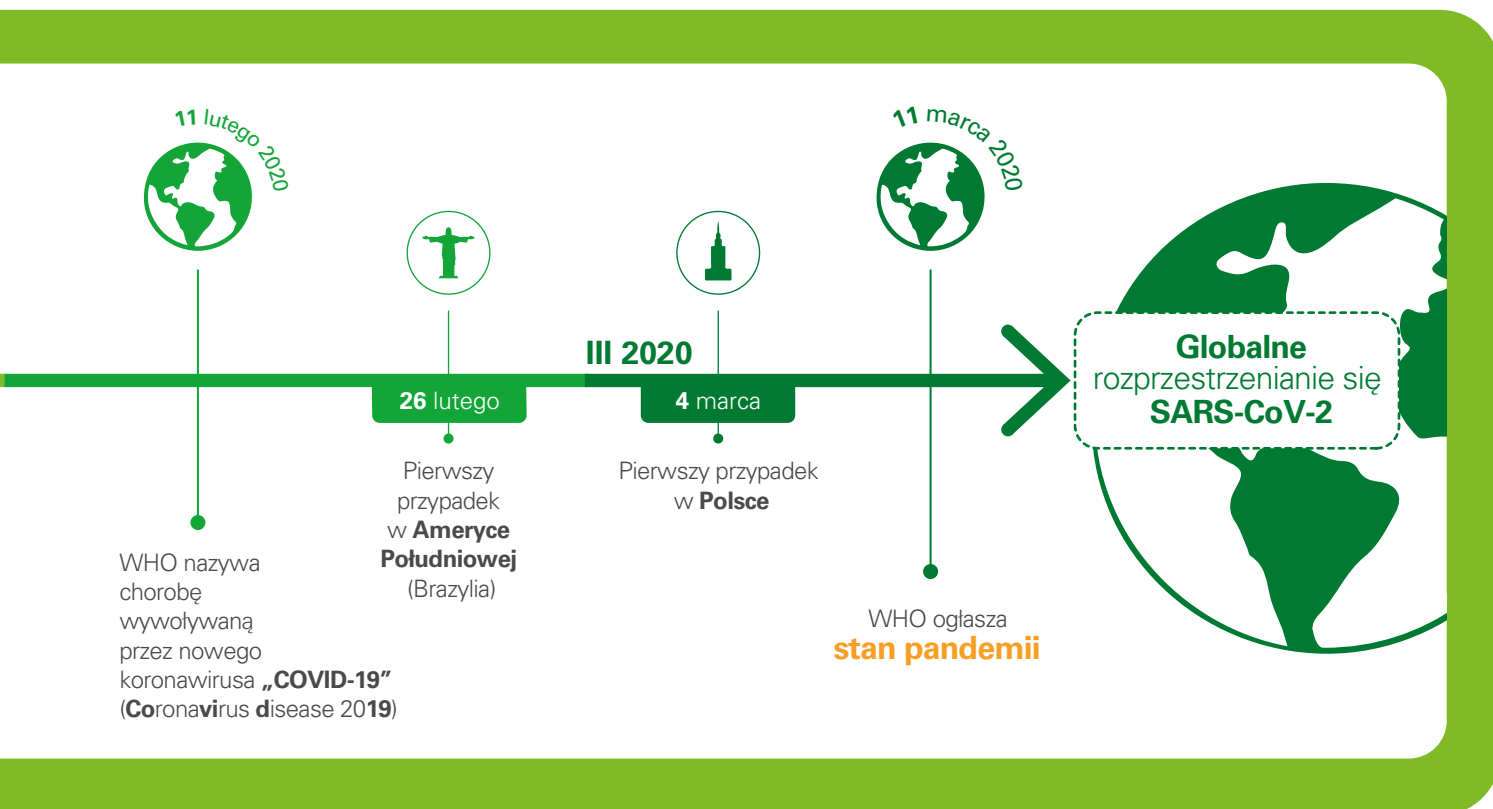 11 lutego 2020
WHO nazywa
chorobę
wywoływaną
przez nowego
koronawirusa „COVID-19”
(Coronavirus disease 2019)
26 lutego
Pierwszy
przypadek
w Ameryce
Południowej
(Brazylia)
III 2020
4 marca
Pierwszy przypadek
w Polsce
11 marca 2020
WHO ogłasza
stan pandemii
Globalne
rozprzestrzenianie się
SARS-CoV-2